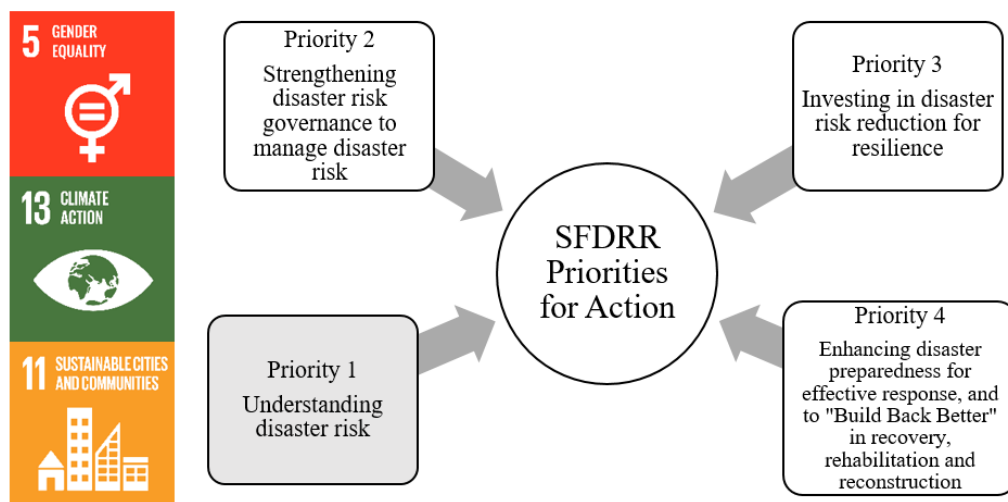 5 GENDER
EQUALITY
13 CLIMATE
ACTION
11 SUSTAINABLE CITIES
AND COMMUNITIES
Priority 2
Strengthening
disaster risk
governance to
manage disaster
risk
Priority 3
Investing in disaster
risk reduction for
resilience
SFDRR
Priorities
for Action
Priority 1
Understanding
disaster risk
Priority 4
Enhancing disaster
preparedness for
effective response, and
to "Build Back Better"
in recovery,
rehabilitation and
reconstruction